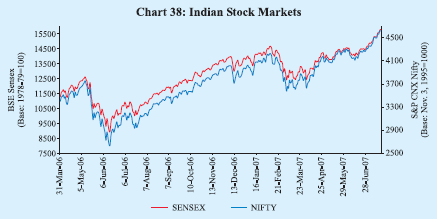 Chart 38: Indian Stock Markets
BSE Sensex
(Base: 1978-79=100)
15500
14500
13500
12500
11500
10500
9500
8500
7500
4500
4100
3700
3300
2900
2500
S&P CNX Nifty
(Base: Nov. 3, 1995=1000)
31-Mar-06
5-May-06
6-Jun-06
6-Jul-06
7-Aug-06
7-Sep-06
10-Oct-06
13-Nov-06
13-Dec-06
16-Jan-07
21-Feb-07
23-Mar-07
25-Apr-07
29-May-07
28-Jun-07
SENSEX
NIFTY